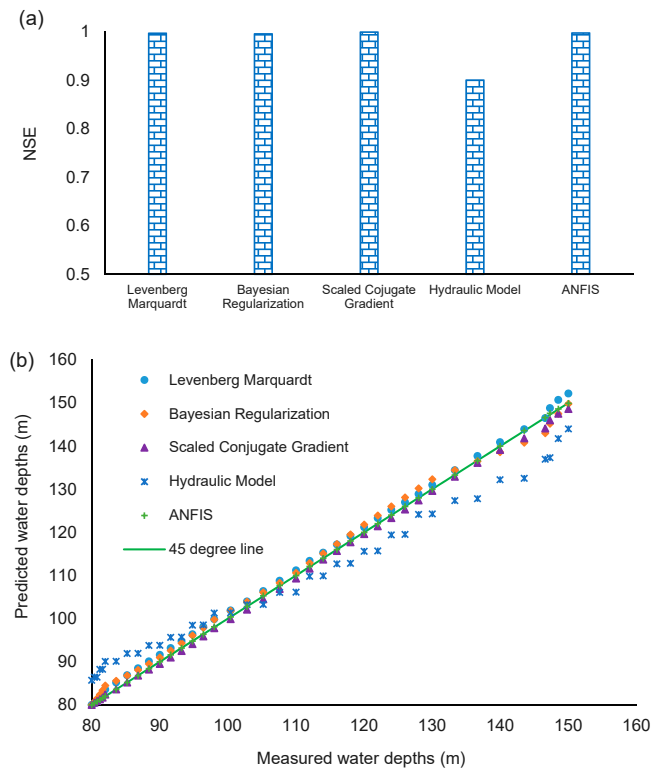 (a)
NSE
1
0.9
0.8
0.7
0.6
0.5
Levenberg
Marquardt
Bayesian
Regularization
Scaled Cojugate
Gradient
Hydraulic Model
ANFIS
(b)
Predicted water depths (m)
160
150
140
130
120
110
100
90
80
Levenberg Marquardt
Bayesian Regularization
Scaled Conjugate Gradient
Hydraulic Model
ANFIS
45 degree line
80 90 100 110 120 130 140 150 160
Measured water depths (m)